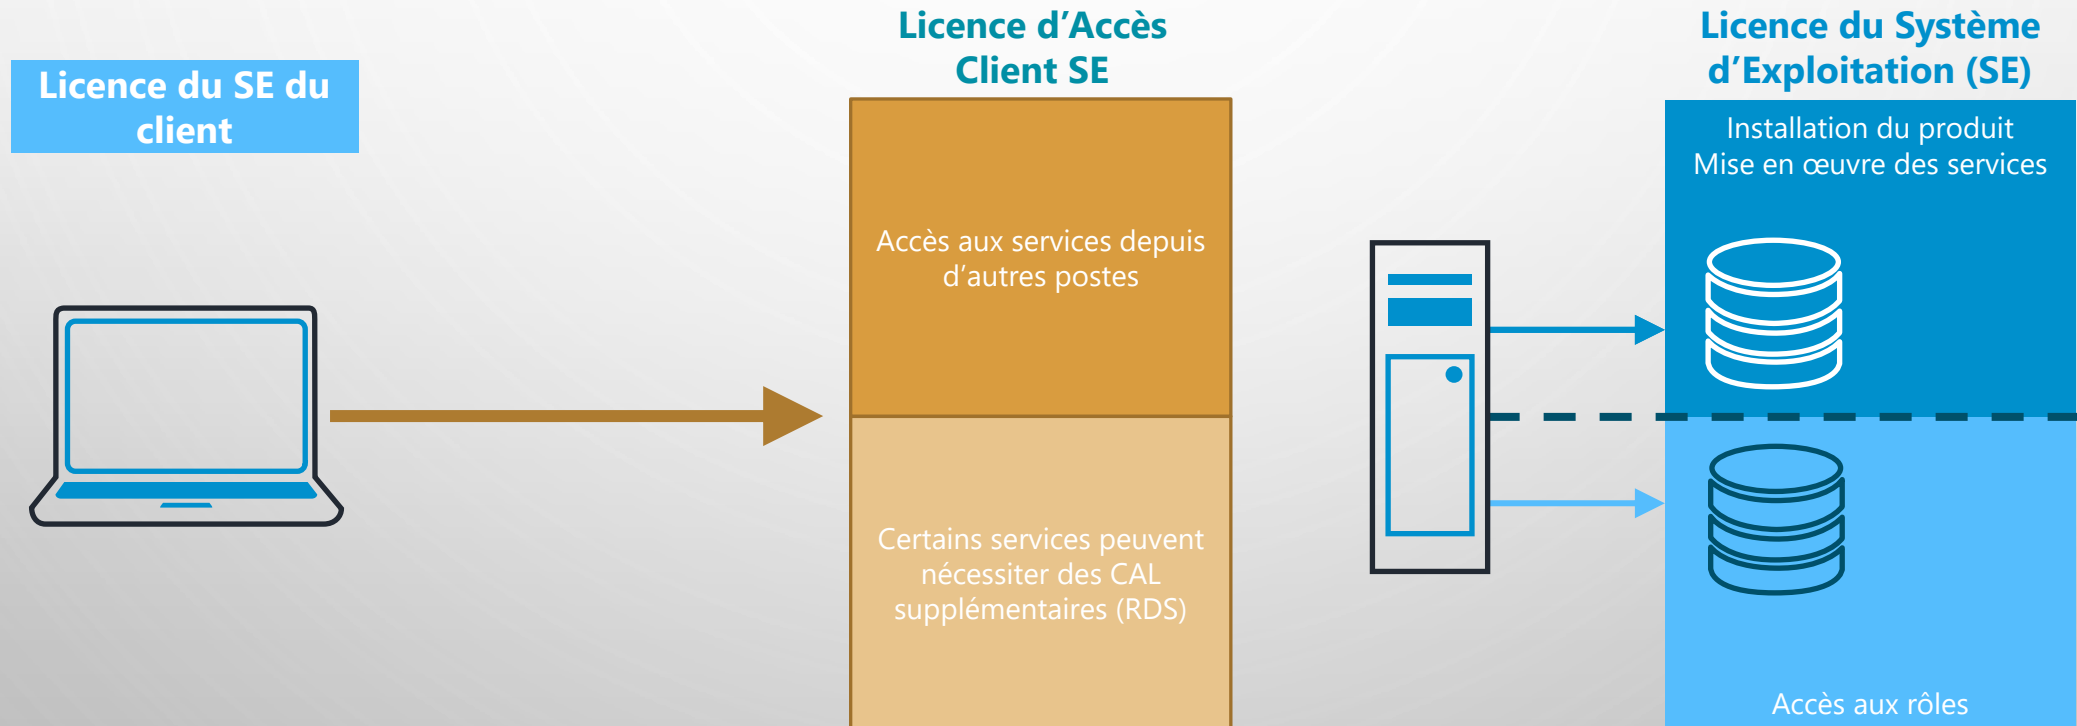 Licence du SE du
client
Licence d’Accès
Client SE
Accès aux services depuis
d’autres postes
Certains services peuvent
nécessiter des CAL
supplémentaires (RDS)
Licence du Système
d’Exploitation (SE)
Installation du produit
Mise en œuvre des services
Accès aux rôles